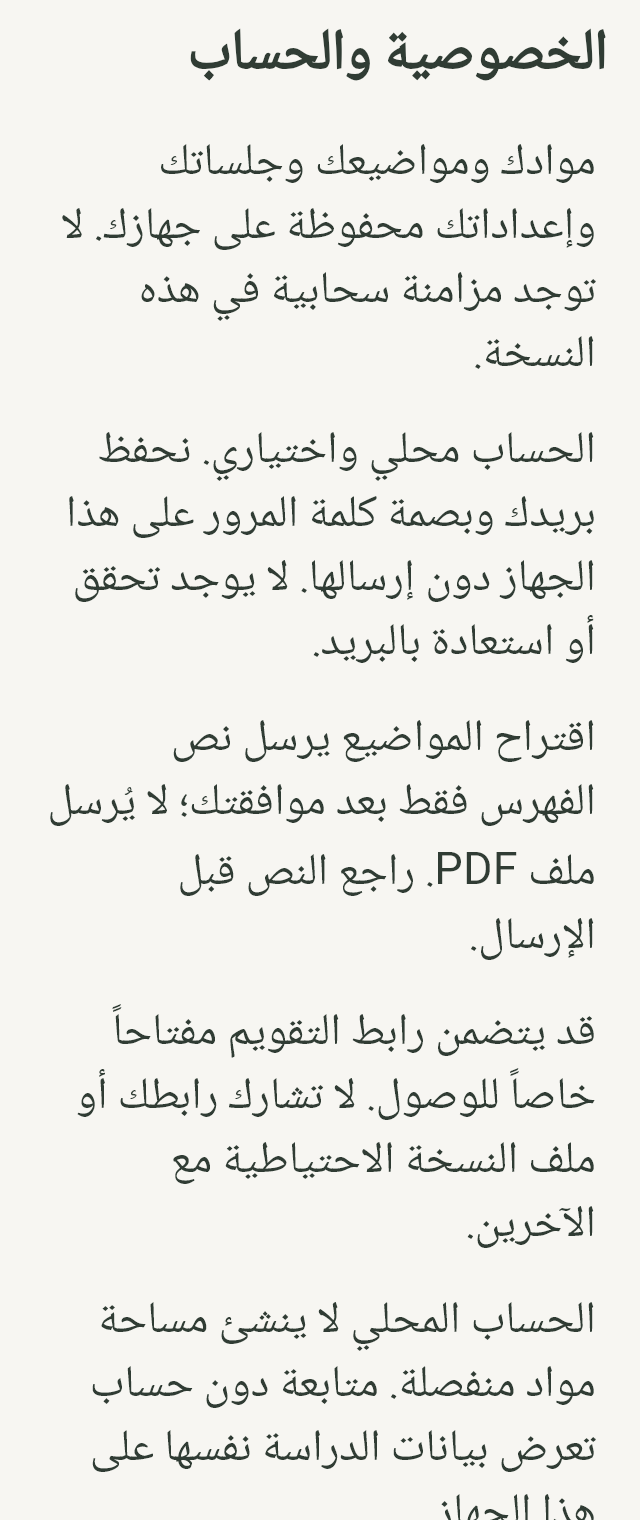 الخصوصية والحساب
موادك ومواضيعك وجلساتك
وإعداداتك محفوظة على جهازك. لا
توجد مزامنة سحابية في هذه
النسخة.
الحساب محلي واختياري. نحفظ
بريدك وبصمة كلمة المرور على هذا
الجهاز دون إرسالها. لا يوجد تحقق
أو استعادة بالبريد.
اقتراح المواضيع يرسل نص
الفهرس فقط بعد موافقتك؛ لا يُرسل
ملف PDF. راجع النص قبل
الإرسال.
قد يتضمن رابط التقويم مفتاحاً
خاصاً للوصول. لا تشارك رابطك أو
ملف النسخة الاحتياطية مع
الآخرين.
الحساب المحلي لا ينشئ مساحة
مواد منفصلة. متابعة دون حساب
تعرض بيانات الدراسة نفسها على
هذا الجهاز